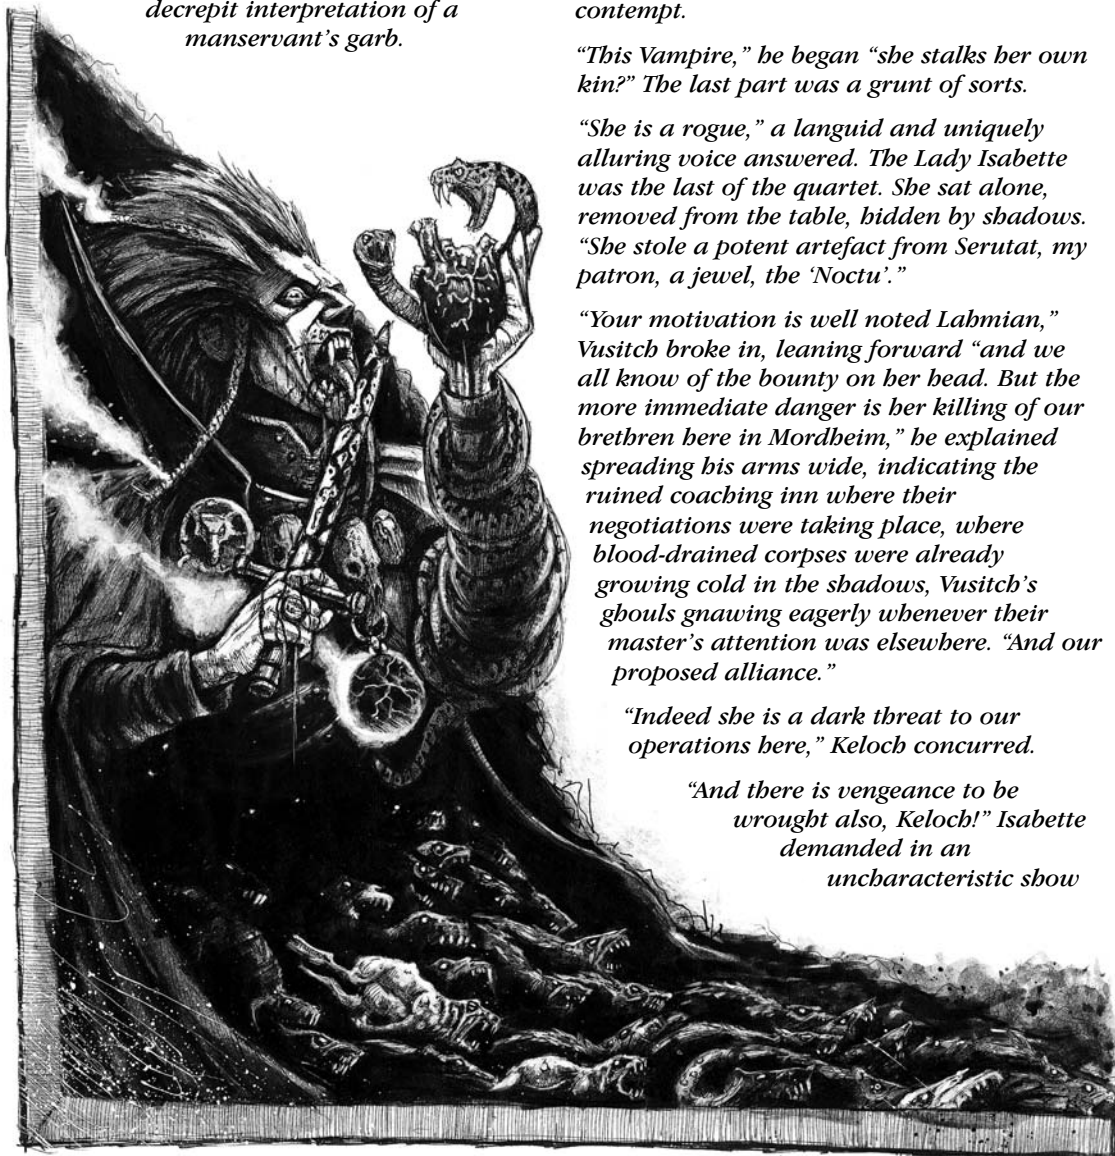 decrepit interpretation of a
manservant's garb.
contempt.
“This Vampire,” he began “she stalks her own
kin?” The last part was a grunt of sorts.
“She is a rogue,” a languid and uniquely
alluring voice answered. The Lady Isabette
was the last of the quartet. She sat alone,
removed from the table, hidden by shadows.
“She stole a potent artefact from Serutat, my
patron, a jewel, the ‘Noctu’.”
“Your motivation is well noted Lahmian,”
Vusitch broke in, leaning forward “and we
all know of the bounty on her head. But the
more immediate danger is her killing of our
brethren here in Mordheim,” he explained
spreading his arms wide, indicating the
ruined coaching inn where their
negotiations were taking place, where
blood-drained corpses were already
growing cold in the shadows, Vusitch’s
ghouls gnawing eagerly whenever their
master’s attention was elsewhere. “And our
proposed alliance.”
“Indeed she is a dark threat to our
operations here,” Keloch concurred.
“And there is vengeance to be
wrought also, Keloch!” Isabette
demanded in an
uncharacteristic show